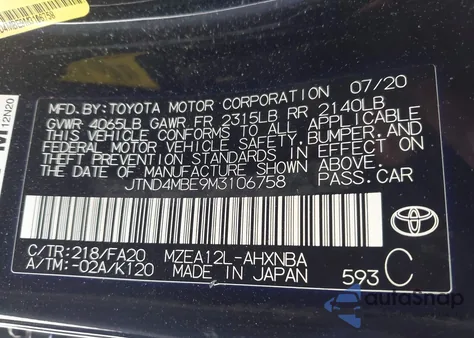 MFD. BY: TOYOTA MOTOR CORPORATION 07/20
GVWR 4065LB GAWR FR 2315LB RR 2140LB
THIS VEHICLE CONFORMS TO ALL APPLICABLE
FEDERAL MOTOR VEHICLE SAFETY, BUMPER, AND
THEFT PREVENTION STANDARDS IN EFFECT ON
THE DATE OF MANUFACTURE SHOWN ABOVE.
JTND4MBE9M3106758 PASS.CAR
TOYOTA
C/TR: 218/FA20 MZEA12L-AHXNBA
A/TM: -02A/K120 MADE IN JAPAN 593 C
12N20
AutoSnap